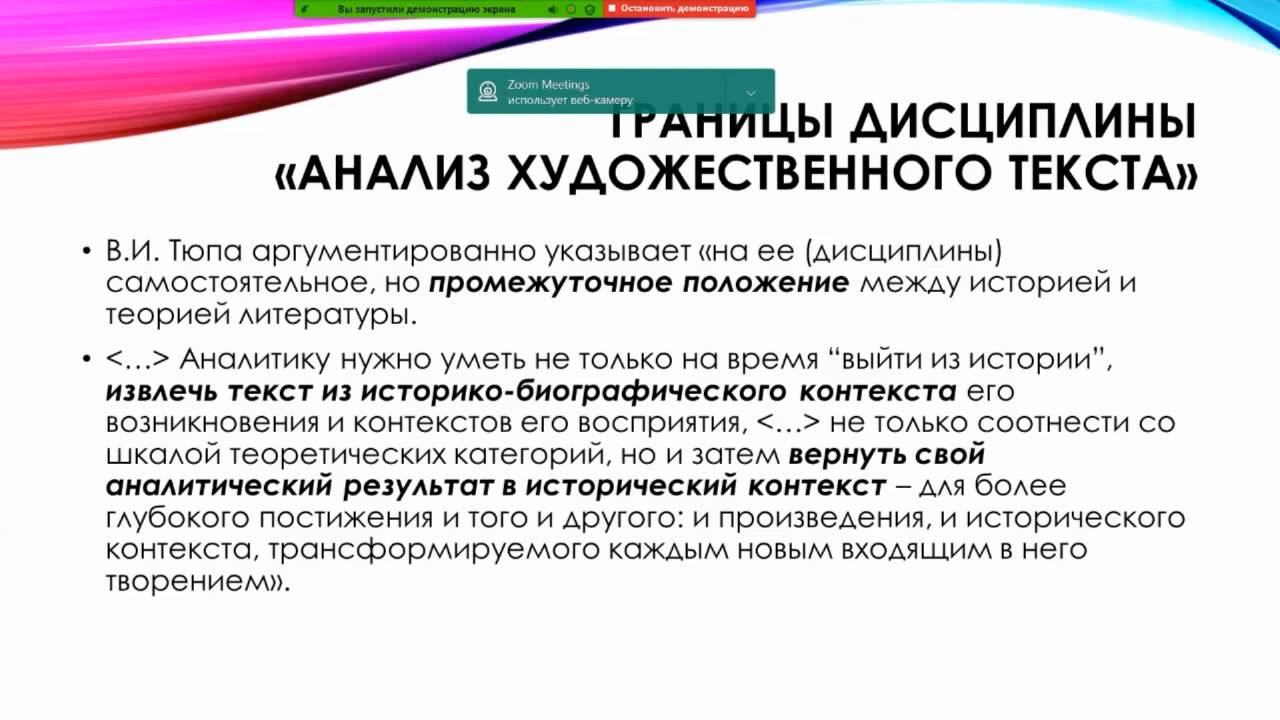 Вы запустили демонстрацию экрана
Остановить демонстрацию
Zoom Meetings
использует веб-камеру
ГРАНИЦЫ ДИСЦИПЛИНЫ
«АНАЛИЗ ХУДОЖЕСТВЕННОГО ТЕКСТА»
• В.И. Тюпа аргументированно указывает «на ее (дисциплины)
самостоятельное, но промежуточное положение между историей и
теорией литературы.
• <…> Аналитику нужно уметь не только на время “выйти из истории”,
извлечь текст из историко-биографического контекста его
возникновения и контекстов его восприятия, <…> не только соотнести со
шкалой теоретических категорий, но и затем вернуть свой
аналитический результат в исторический контекст – для более
глубокого постижения и того и другого: и произведения, и исторического
контекста, трансформируемого каждым новым входящим в него
творением».